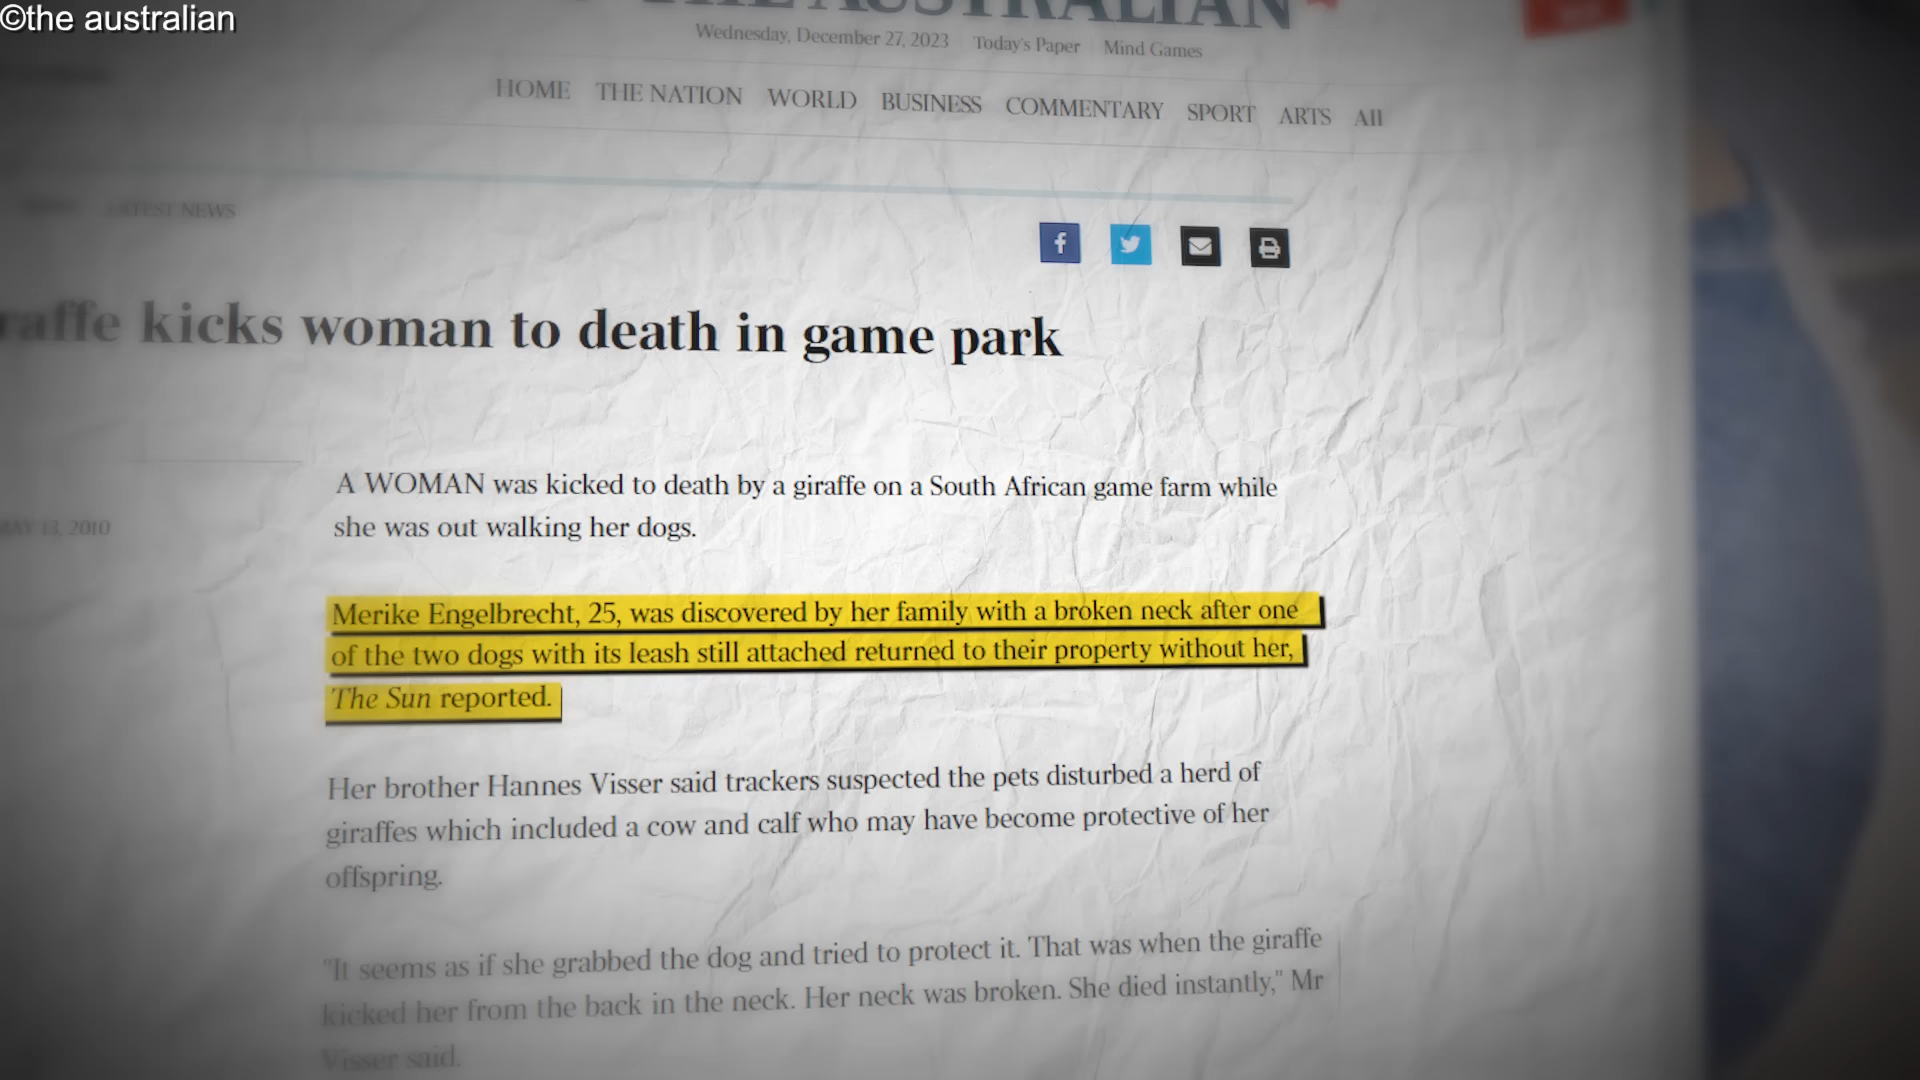 ©the australian
THE AUSTRALIAN
Wednesday, December 27, 2023 Today's Paper Mind Games
HOME THE NATION WORLD BUSINESS COMMENTARY SPORT ARTS All
LATEST NEWS
raffe kicks woman to death in game park
A WOMAN was kicked to death by a giraffe on a South African game farm while
she was out walking her dogs.
MAY 13, 2010
Merike Engelbrecht, 25, was discovered by her family with a broken neck after one
of the two dogs with its leash still attached returned to their property without her,
The Sun reported.
Her brother Hannes Visser said trackers suspected the pets disturbed a herd of
giraffes which included a cow and calf who may have become protective of her
offspring.
"It seems as if she grabbed the dog and tried to protect it. That was when the giraffe
kicked her from the back in the neck. Her neck was broken. She died instantly," Mr
Visser said.